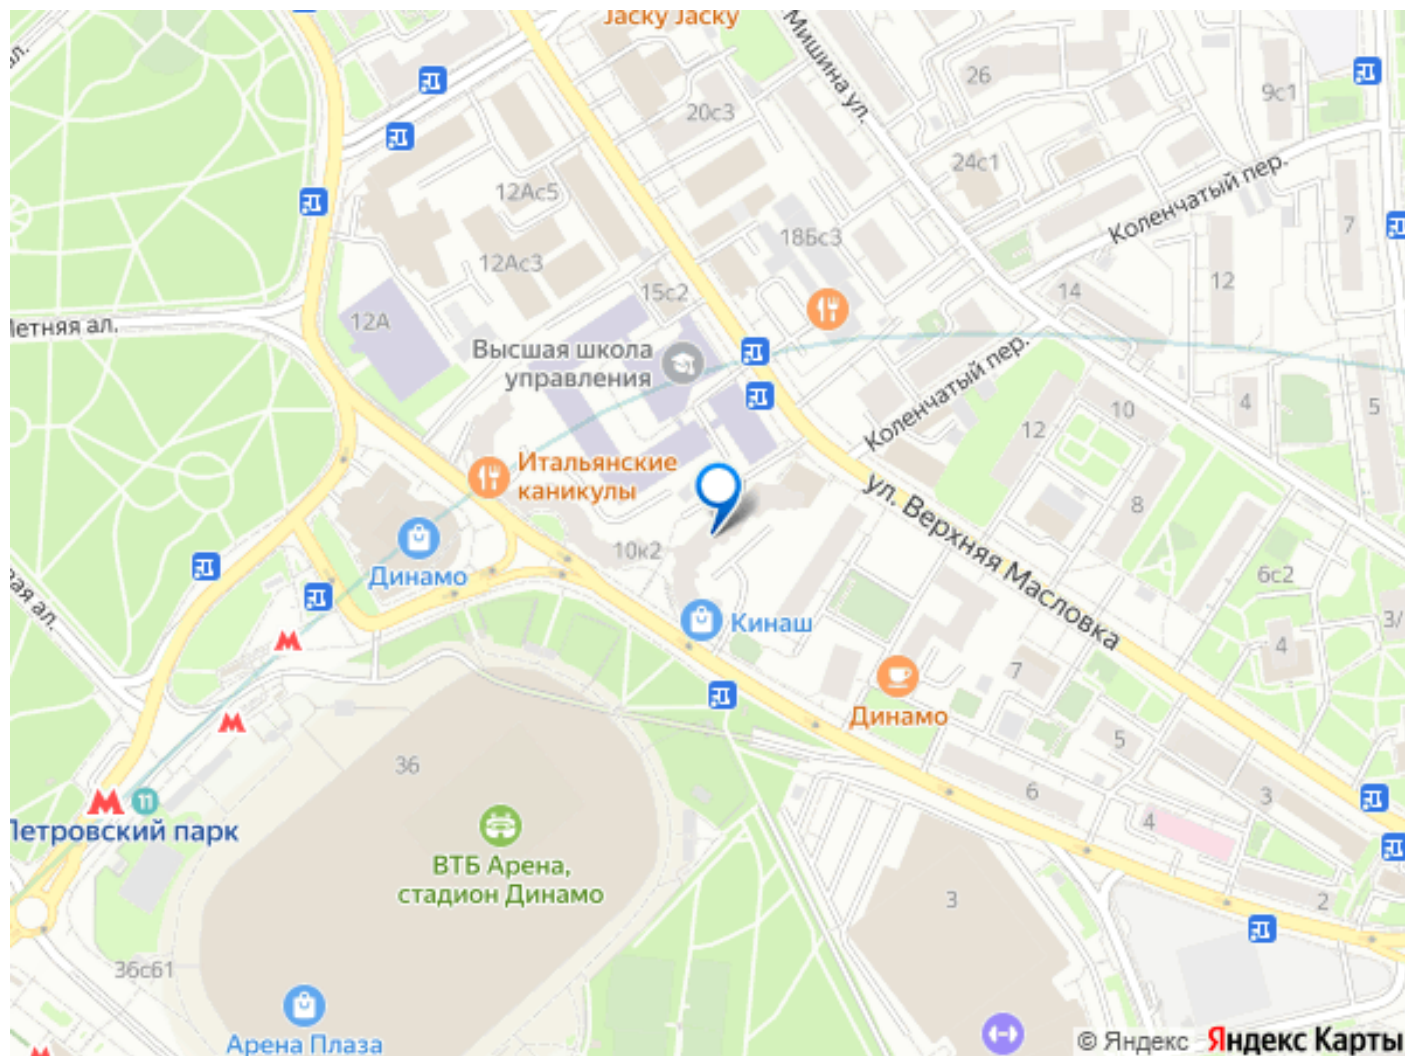 Jacky Jacky
Мишина ул.
26
9с1
20с3
24с1
12Ас5
Коленчатый пер.
7
18Бс3
12Ас3
12
14
15с2
12А
Летняя ал.
Высшая школа
управления
Коленчатый пер.
4
5
10
12
Итальянские
каникулы
ул. Верхняя Масловка
8
10к2
Динамо
6с2
Кинаш
3/
4
7
Динамо
5
36
6
3
4
11
Петровский парк
ВТБ Арена,
стадион Динамо
3
2
36с61
Арена Плаза
© Яндекс Яндекс Карты